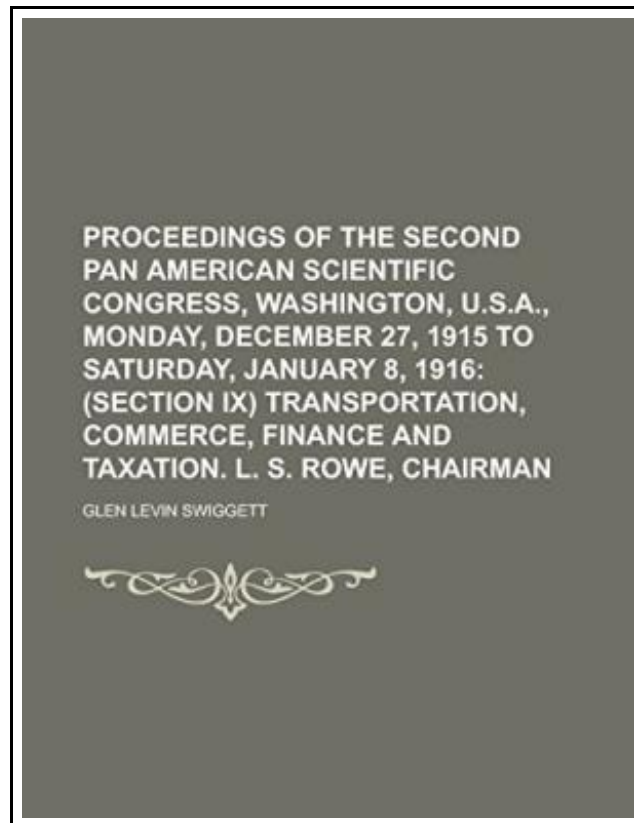 PROCEEDINGS OF THE SECOND
PAN AMERICAN SCIENTIFIC
CONGRESS, WASHINGTON, U.S.A.,
MONDAY, DECEMBER 27, 1915 TO
SATURDAY, JANUARY 8, 1916:
(SECTION IX) TRANSPORTATION,
COMMERCE, FINANCE AND
TAXATION. L. S. ROWE, CHAIRMAN
GLEN LEVIN SWIGGETT